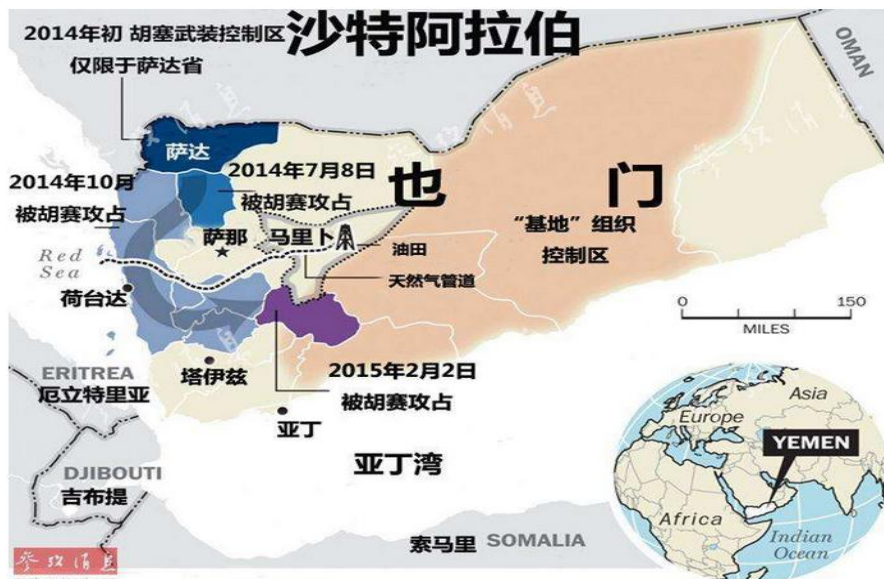 沙特阿拉伯
2014年初 胡塞武装控制区
仅限于萨达省
OMAN
萨达
2014年10月
被胡赛攻占
2014年7月8日
被胡赛攻占
也 门
“基地”组织
控制区
萨那
马里卜
油田
天然气管道
Red
Sea
荷台达
0 150
MILES
2015年2月2日
被胡赛攻占
塔伊兹
亚丁
ERITREA
厄立特里亚
亚丁湾
DJIBOUTI
吉布提
索马里 SOMALIA
Europe
Asia
YEMEN
Africa
Indian
Ocean
参攷消息